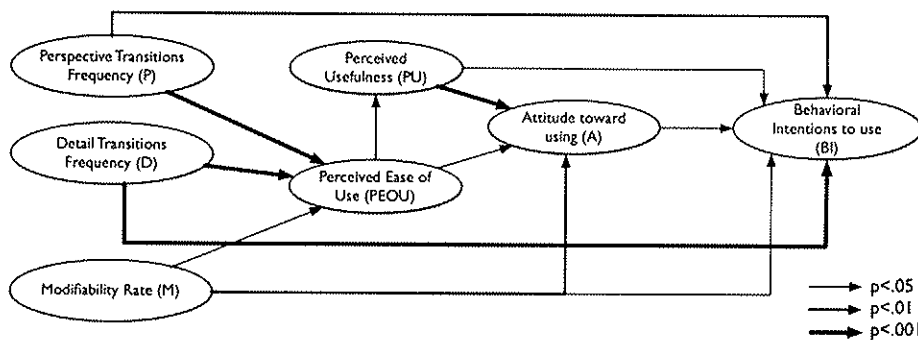 Perspective Transitions
Frequency (P)
Perceived
Usefulness (PU)
Behavioral
Intentions to use
(BI)
Attitude toward
using (A)
Detail Transitions
Frequency (D)
Perceived Ease of
Use (PEOU)
Modifiability Rate (M)
p<.05
p<.01
p<.001